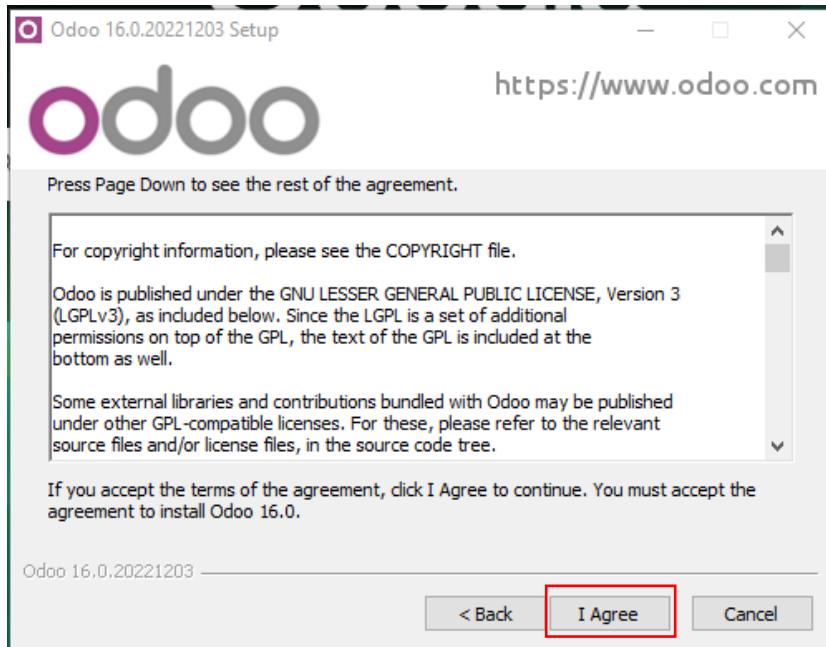 Odoo 16.0.20221203 Setup
odoo
https://www.odoo.com
Press Page Down to see the rest of the agreement.
For copyright information, please see the COPYRIGHT file.
Odoo is published under the GNU LESSER GENERAL PUBLIC LICENSE, Version 3
(LGPLv3), as included below. Since the LGPL is a set of additional
permissions on top of the GPL, the text of the GPL is included at the
bottom as well.
Some external libraries and contributions bundled with Odoo may be published
under other GPL-compatible licenses. For these, please refer to the relevant
source files and/or license files, in the source code tree.
If you accept the terms of the agreement, click I Agree to continue. You must accept the
agreement to install Odoo 16.0.
Odoo 16.0.20221203
< Back I Agree Cancel